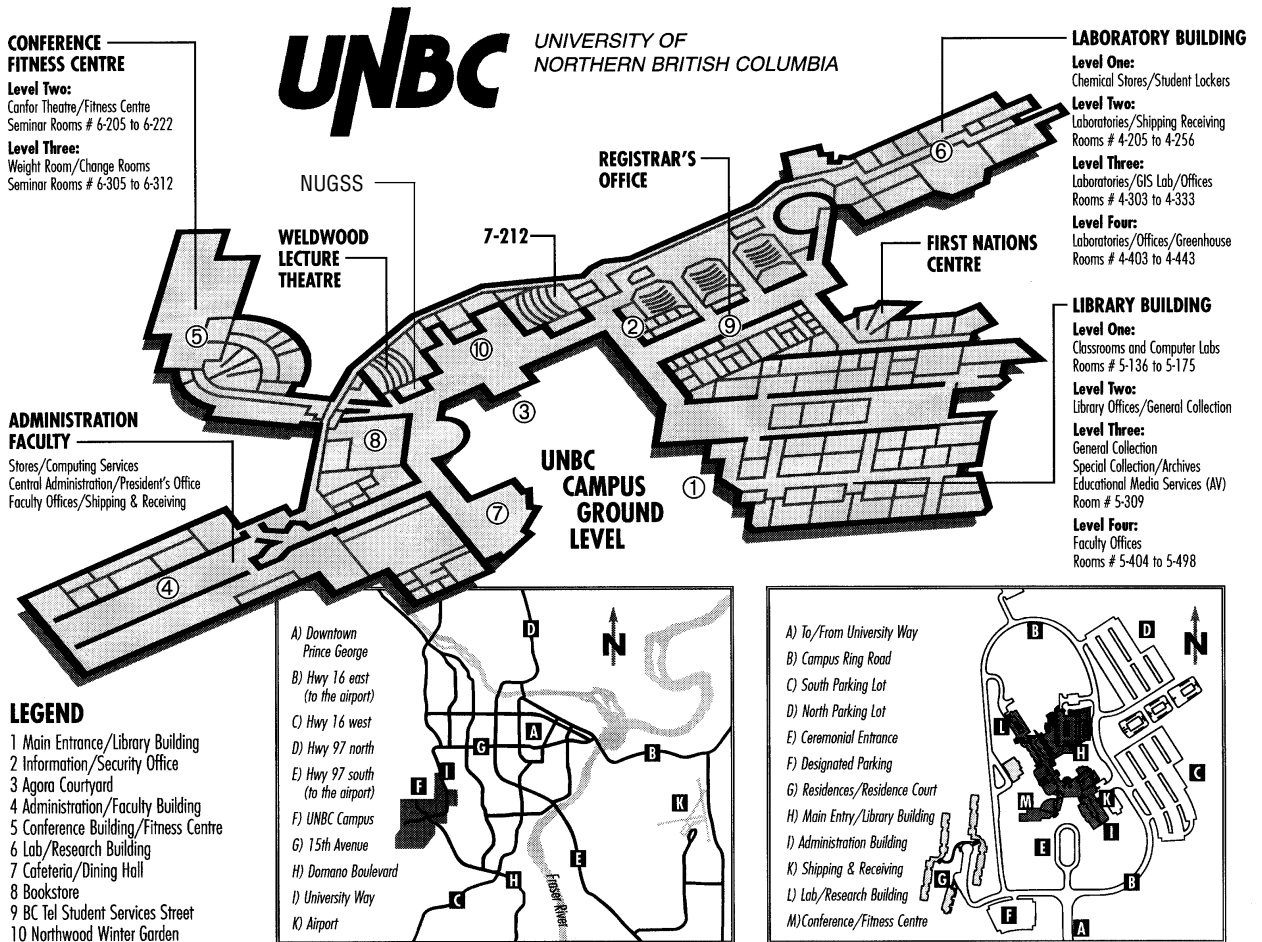 CONFERENCE
FITNESS CENTRE
Level Two:
Canfor Theatre/Fitness Centre
Seminar Rooms # 6-205 to 6-222
Level Three:
Weight Room/Change Rooms
Seminar Rooms # 6-305 to 6-312
UNBC
UNIVERSITY OF
NORTHERN BRITISH COLUMBIA
LABORATORY BUILDING
Level One:
Chemical Stores/Student Lockers
Level Two:
Laboratories/Shipping Receiving
Rooms # 4-205 to 4-256
Level Three:
Laboratories/GIS Lab/Offices
Rooms # 4-303 to 4-333
Level Four:
Laboratories/Offices/Greenhouse
Rooms # 4-403 to 4-443
NUGSS
REGISTRAR'S
OFFICE
WELDWOOD
LECTURE
THEATRE
7-212
FIRST NATIONS
CENTRE
LIBRARY BUILDING
Level One:
Classrooms and Computer Labs
Rooms # 5-136 to 5-175
Level Two:
Library Offices/General Collection
Level Three:
General Collection
Special Collection/Archives
Educational Media Services (AV)
Room # 5-309
Level Four:
Faculty Offices
Rooms # 5-404 to 5-498
ADMINISTRATION
FACULTY
Stores/Computing Services
Central Administration/President's Office
Faculty Offices/Shipping & Receiving
UNBC
CAMPUS
GROUND
LEVEL
6
5
2
9
10
3
8
1
7
4
LEGEND
1 Main Entrance/Library Building
2 Information/Security Office
3 Agora Courtyard
4 Administration/Faculty Building
5 Conference Building/Fitness Centre
6 Lab/Research Building
7 Cafeteria/Dining Hall
8 Bookstore
9 BC Tel Student Services Street
10 Northwood Winter Garden
A) Downtown
Prince George
B) Hwy 16 east
(to the airport)
C) Hwy 16 west
D) Hwy 97 north
E) Hwy 97 south
(to the airport)
F) UNBC Campus
G) 15th Avenue
H) Domano Boulevard
I) University Way
K) Airport
N
D
A
G
B
I
F
K
E
H
C
Fraser River
A) To/From University Way
B) Campus Ring Road
C) South Parking Lot
D) North Parking Lot
E) Ceremonial Entrance
F) Designated Parking
G) Residences/Residence Court
H) Main Entry/Library Building
I) Administration Building
K) Shipping & Receiving
L) Lab/Research Building
M) Conference/Fitness Centre
B
D
N
L
H
C
M
K
I
E
G
B
F
A